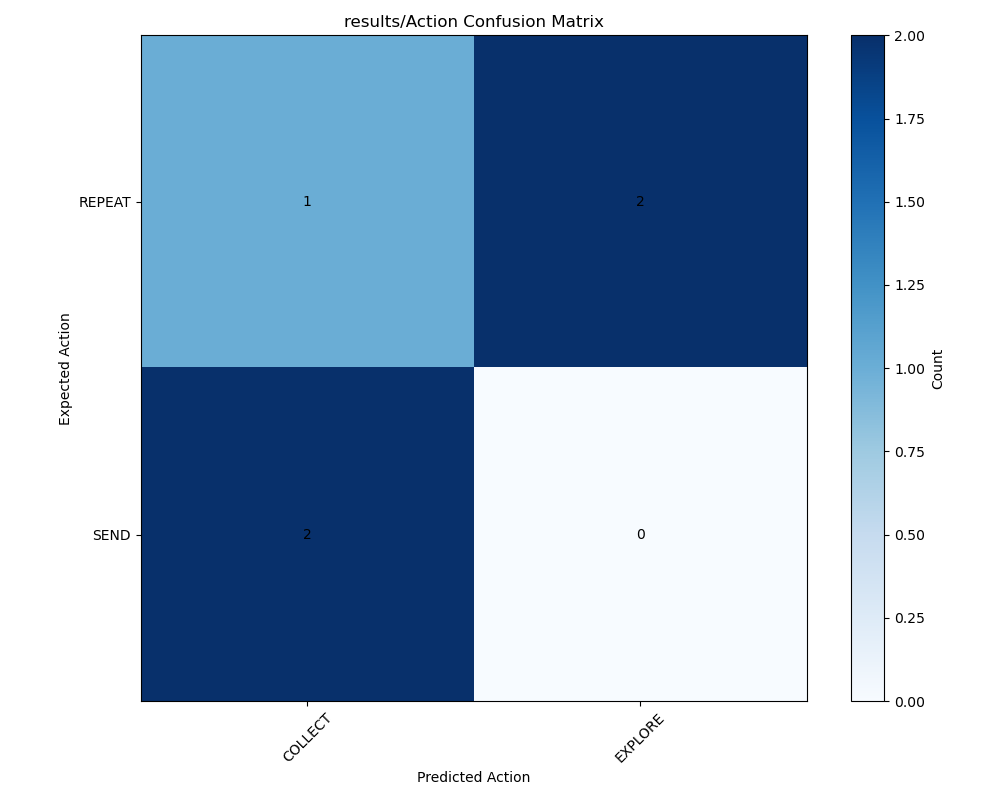 results/Action Confusion Matrix
REPEAT
SEND
Expected Action
1
2
2
0
COLLECT
EXPLORE
Predicted Action
2.00
1.75
1.50
1.25
1.00
0.75
0.50
0.25
0.00
Count